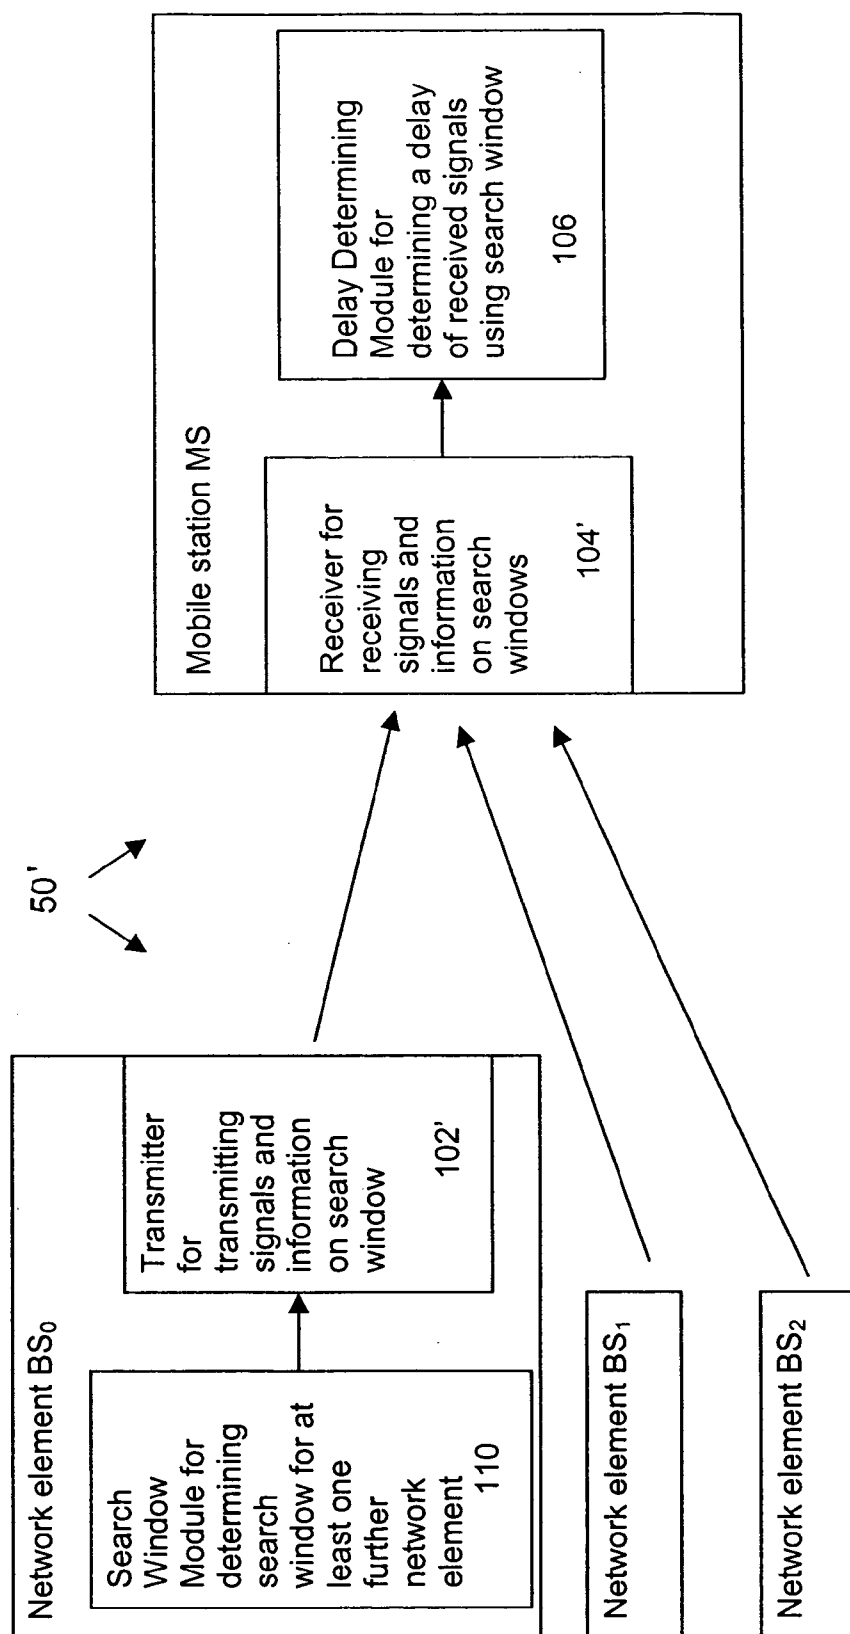 50'
Network element BS₀
Search
Window
Module for
determining
search
window for at
least one
further
network
element
110
Transmitter
for
transmitting
signals and
information
on search
window
102'
Network element BS₁
Network element BS₂
Mobile station MS
Receiver for
receiving
signals and
information
on search
windows
104'
Delay Determining
Module for
determining a delay
of received signals
using search window
106